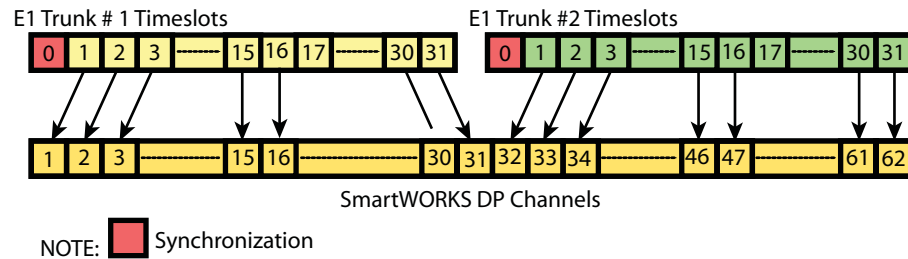 E1 Trunk # 1 Timeslots E1 Trunk #2 Timeslots
0 1 2 3 15 16 17 30 31 0 1 2 3 15 16 17 30 31
1 2 3 15 16 30 31 32 33 34 46 47 61 62
SmartWORKS DP Channels
NOTE: Synchronization